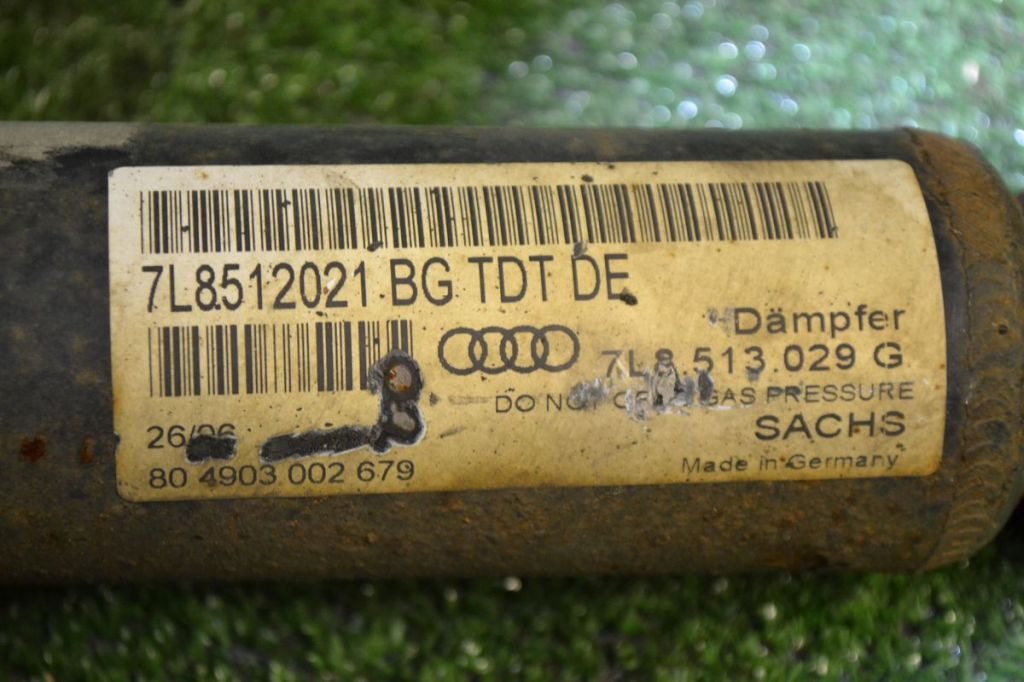 7L8512021 BG TDT DE
Dämpfer
7L8.513.029 G
DO NOT GAS PRESSURE
SACHS
26/06
80 4903 002 679
Made in Germany